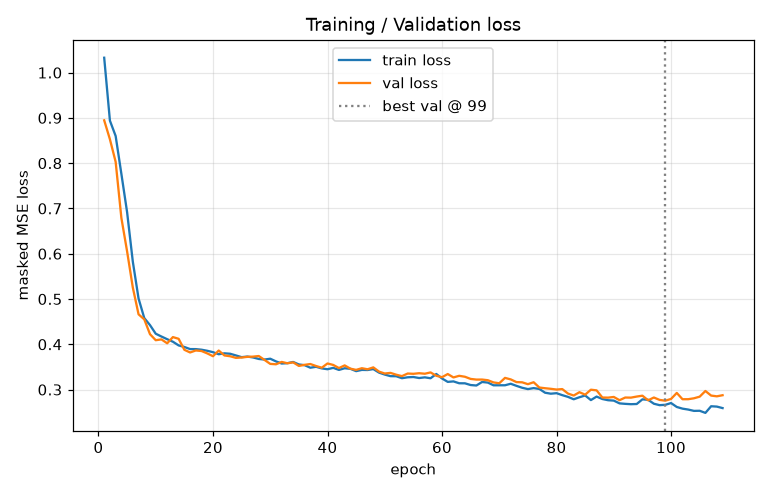 Training / Validation loss
train loss
val loss
best val @ 99
masked MSE loss
1.0
0.9
0.8
0.7
0.6
0.5
0.4
0.3
0
20
40
60
80
100
epoch